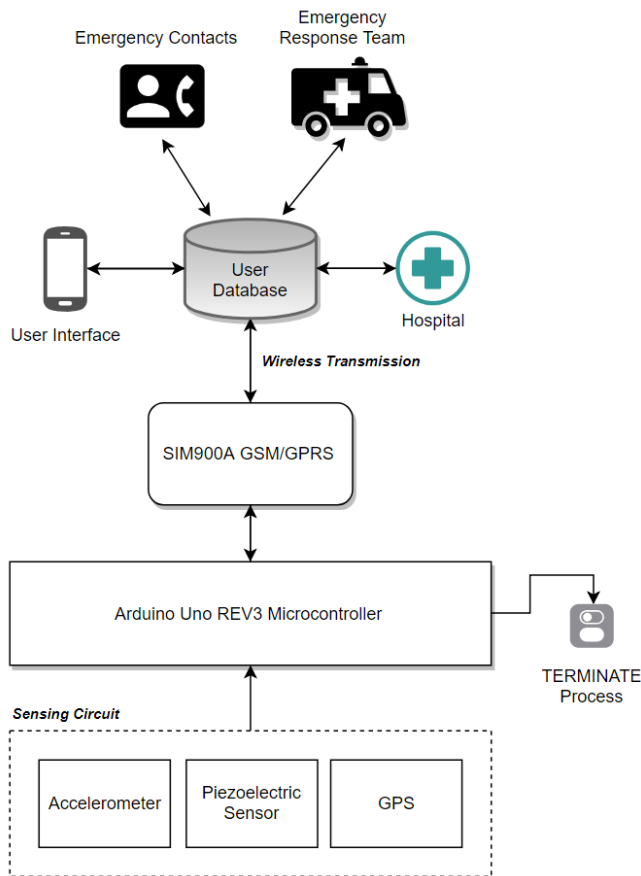 Emergency Contacts
Emergency
Response Team
User
Database
User Interface
Hospital
Wireless Transmission
SIM900A GSM/GPRS
Arduino Uno REV3 Microcontroller
TERMINATE
Process
Sensing Circuit
Accelerometer
Piezoelectric
Sensor
GPS